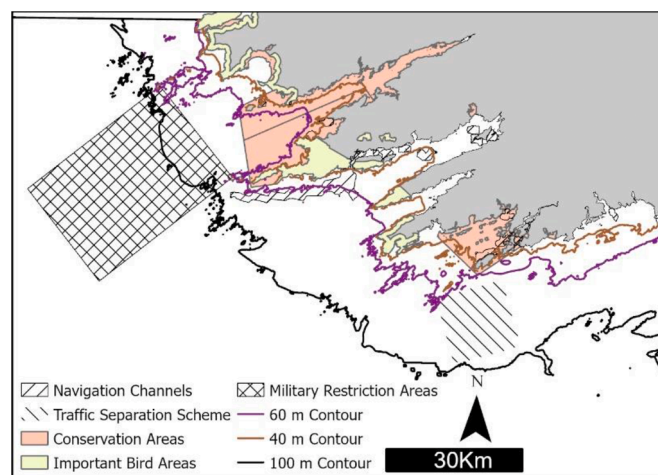 N
Navigation Channels
Military Restriction Areas
Traffic Separation Scheme
60 m Contour
Conservation Areas
40 m Contour
Important Bird Areas
100 m Contour
30Km